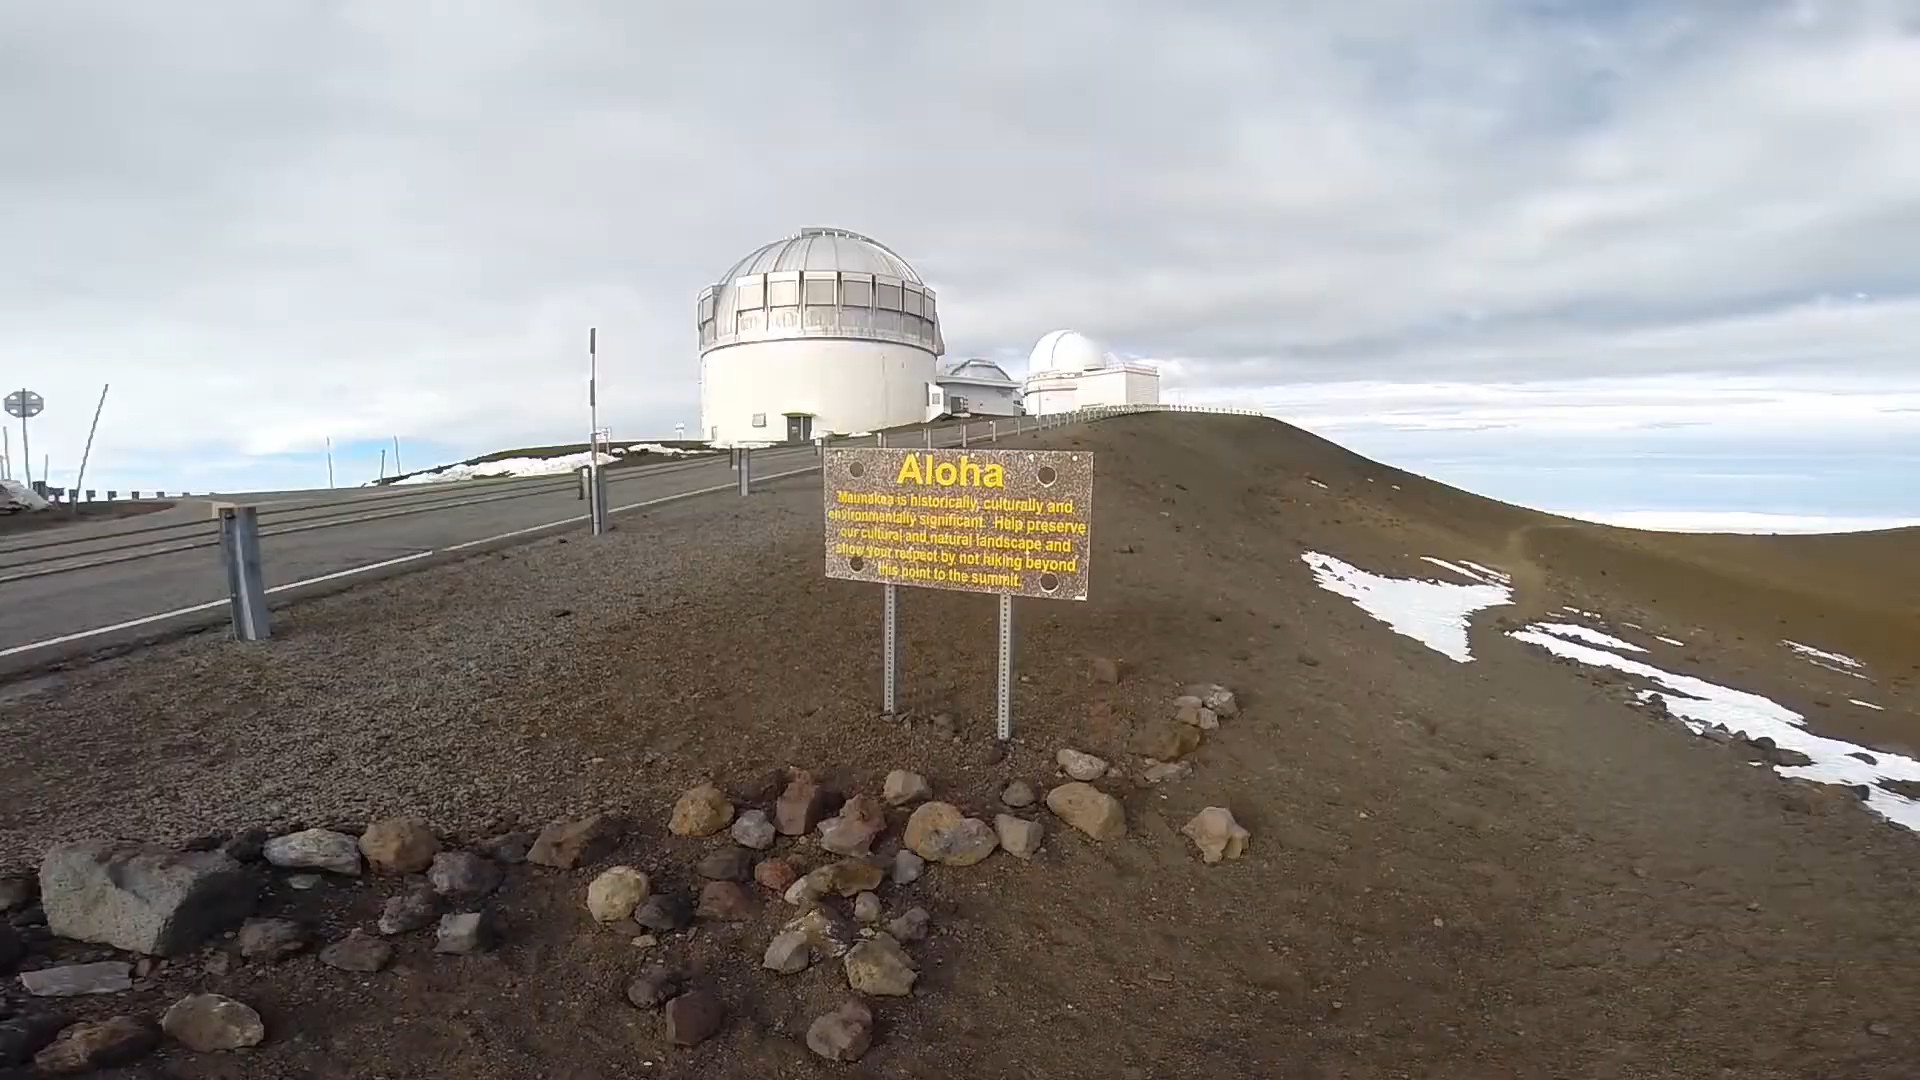 Aloha
Maunakea is historically, culturally and
environmentally significant. Help preserve
our cultural and natural landscape and
show your respect by not hiking beyond
this point to the summit.